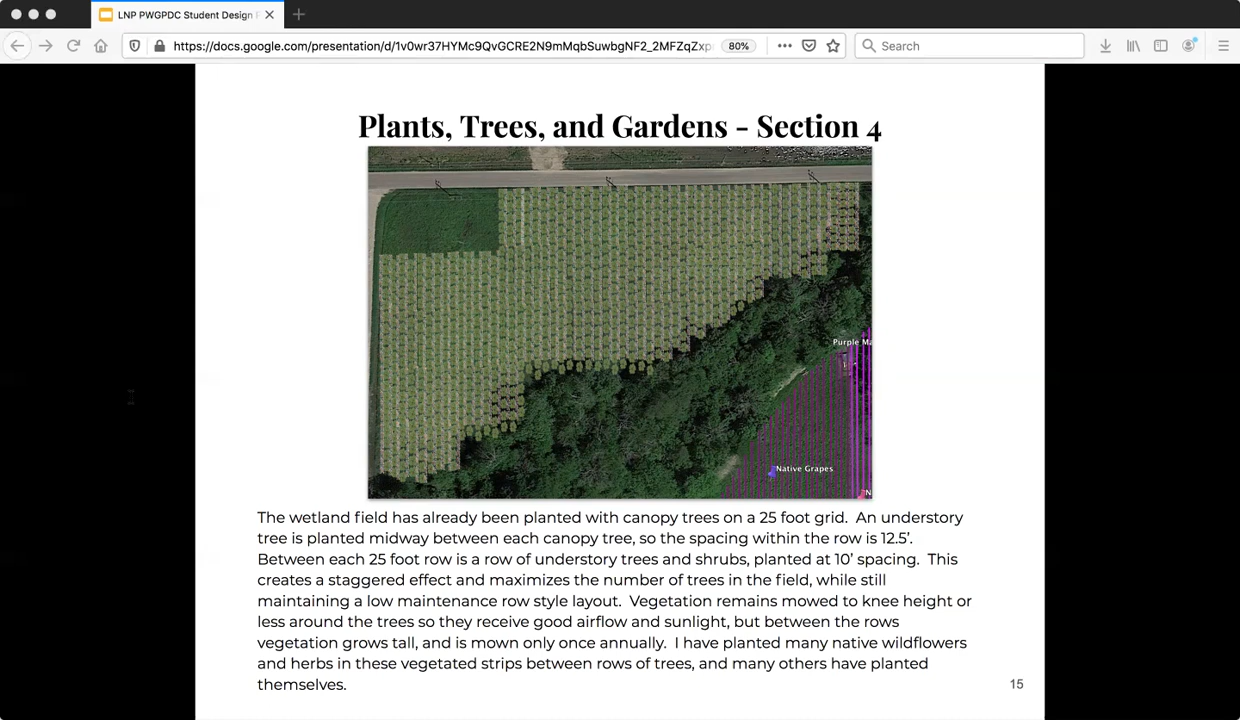 LNP PWGPDC Student Design
https://docs.google.com/presentation/d/1v0wr37HYMc9QvGCRE2N9mMqbSuwbgNF2_2MFZqZxp
80%
Search
Plants, Trees, and Gardens - Section 4
Purple Ma
Native Grapes
N
The wetland field has already been planted with canopy trees on a 25 foot grid.  An understory
tree is planted midway between each canopy tree, so the spacing within the row is 12.5’.
Between each 25 foot row is a row of understory trees and shrubs, planted at 10’ spacing.  This
creates a staggered effect and maximizes the number of trees in the field, while still
maintaining a low maintenance row style layout.  Vegetation remains mowed to knee height or
less around the trees so they receive good airflow and sunlight, but between the rows
vegetation grows tall, and is mown only once annually.  I have planted many native wildflowers
and herbs in these vegetated strips between rows of trees, and many others have planted
themselves.
15